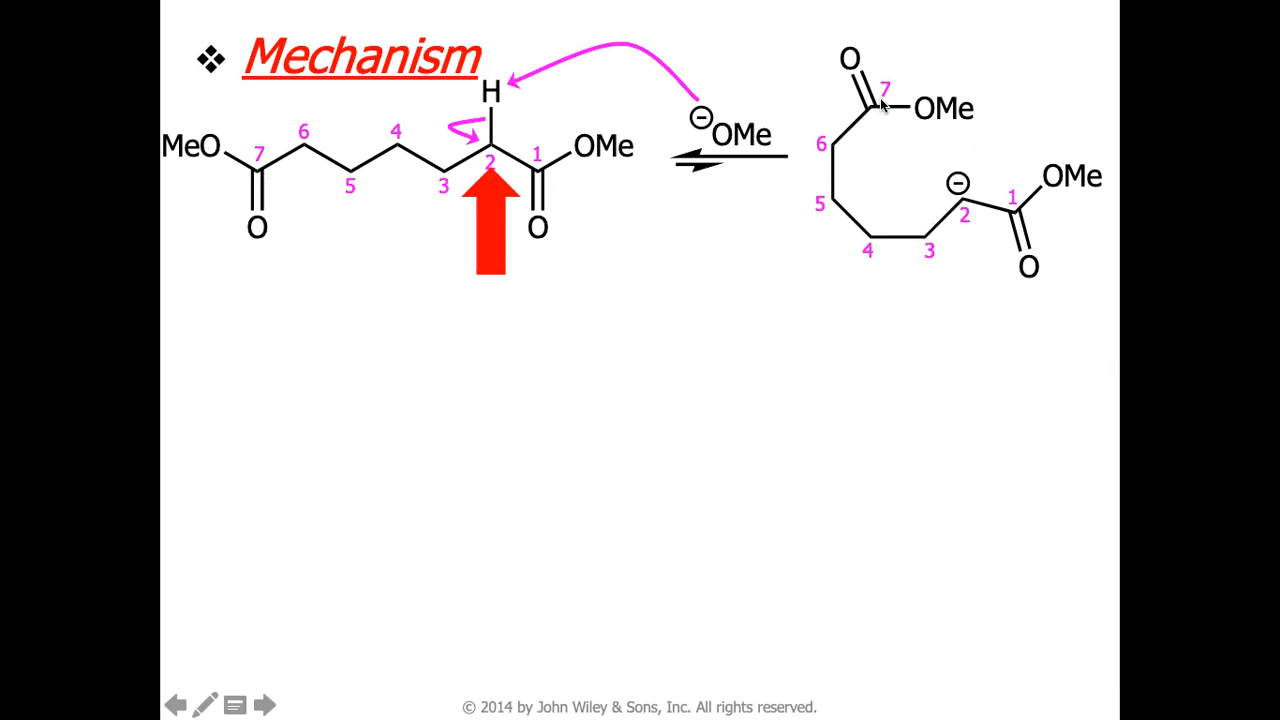 ❖ Mechanism
H
MeO 7 6 5 4 3 2 1 OMe
O O
⊖OMe
O
7 OMe
6
5
4
3
⊖
2
1 OMe
O
© 2014 by John Wiley & Sons, Inc. All rights reserved.